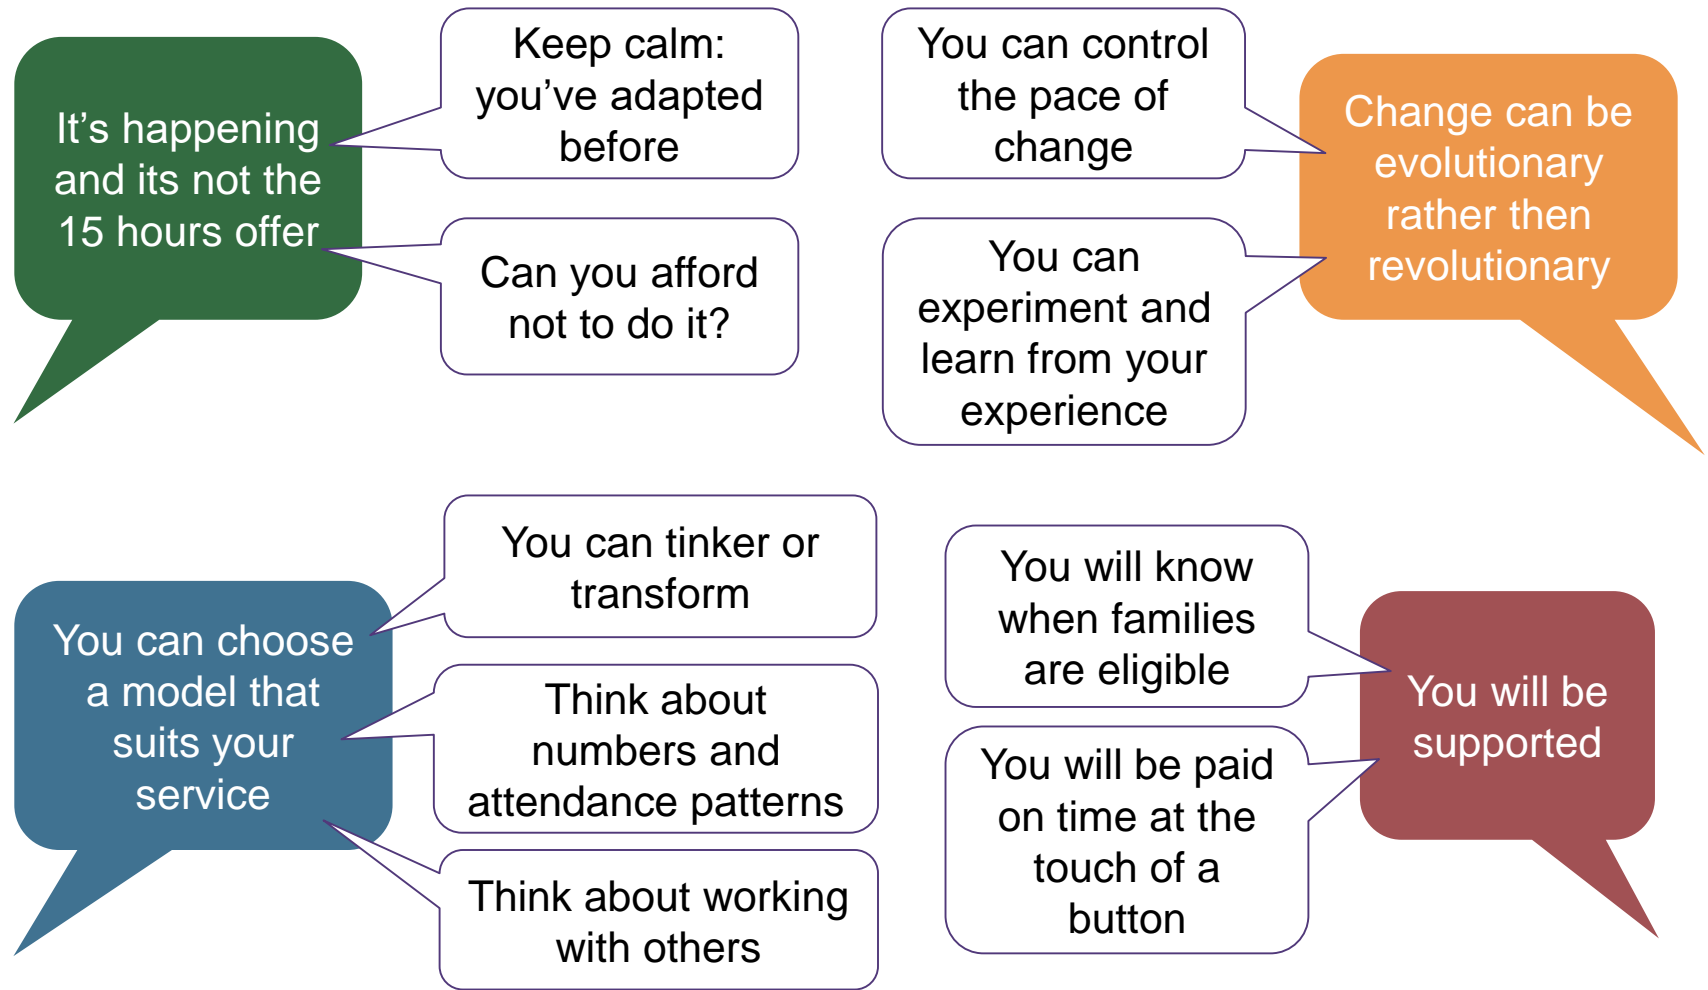 It’s happening
and its not the
15 hours offer
Keep calm:
you’ve adapted
before
Can you afford
not to do it?
You can control
the pace of
change
You can
experiment and
learn from your
experience
Change can be
evolutionary
rather then
revolutionary
You can choose
a model that
suits your
service
You can tinker or
transform
Think about
numbers and
attendance patterns
Think about working
with others
You will know
when families
are eligible
You will be paid
on time at the
touch of a
button
You will be
supported